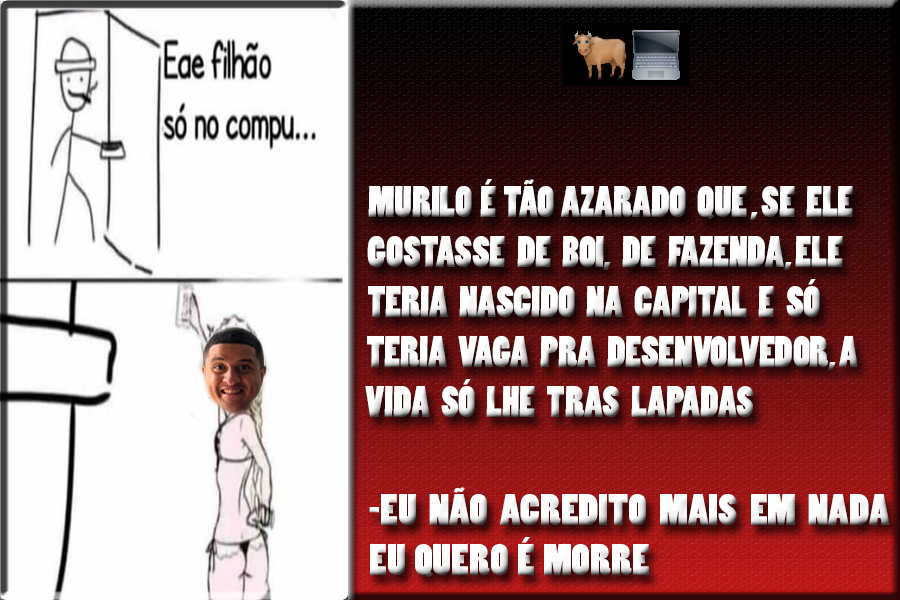 Eae filhão
só no compu...
MURILO É TÃO AZARADO QUE, SE ELE
GOSTASSE DE BOI, DE FAZENDA, ELE
TERIA NASCIDO NA CAPITAL E SÓ
TERIA VAGA PRA DESENVOLVEDOR, A
VIDA SÓ LHE TRAS LAPADAS
-EU NÃO ACREDITO MAIS EM NADA
EU QUERO É MORRE